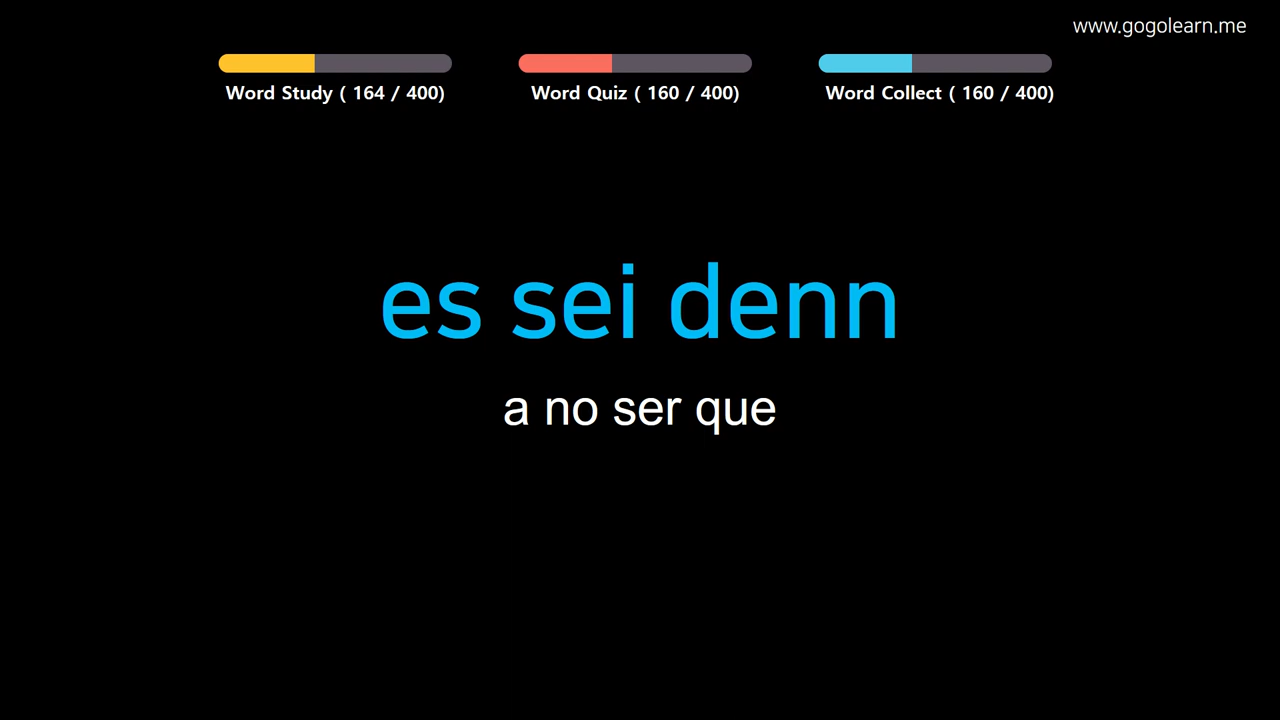 www.gogolearn.me
Word Study ( 164 / 400)
Word Quiz ( 160 / 400)
Word Collect ( 160 / 400)
es sei denn
a no ser que